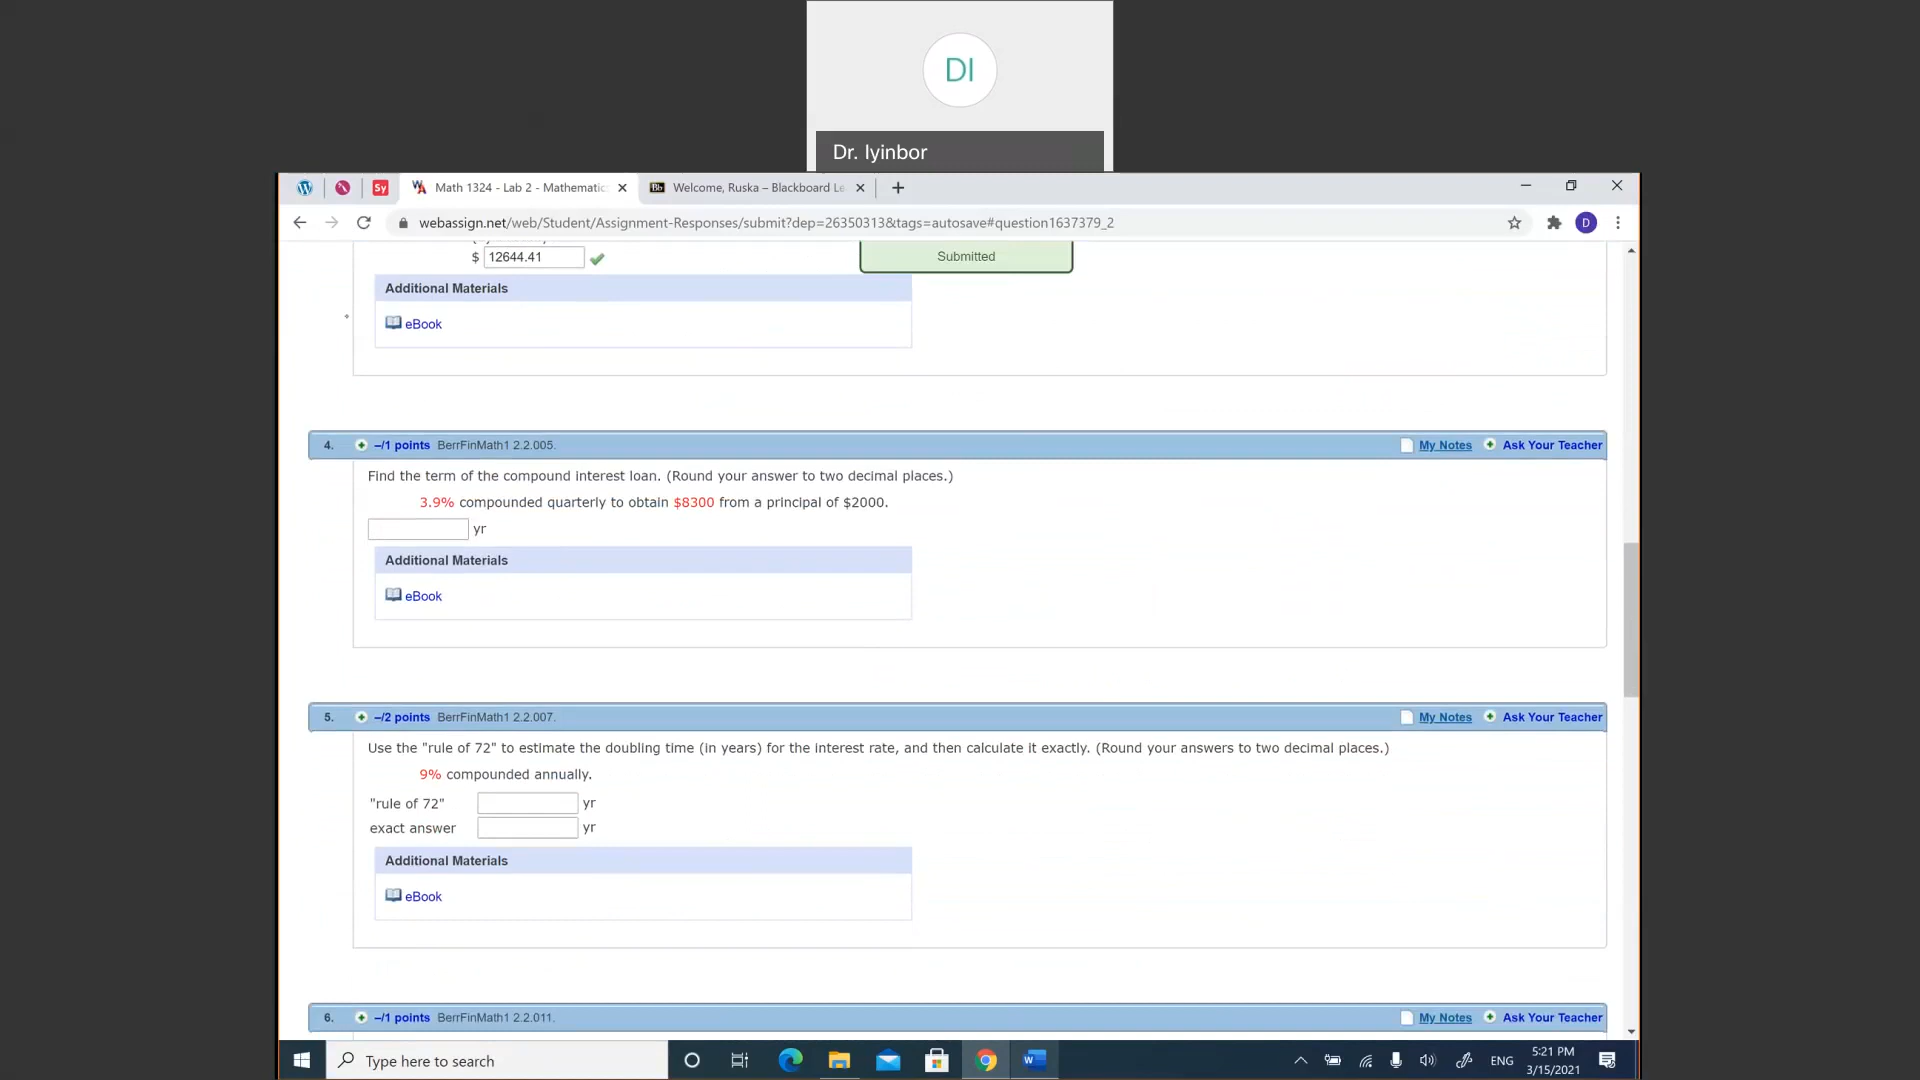 DI
Dr. Iyinbor
Sy
Math 1324 - Lab 2 - Mathematic
Bb
Welcome, Ruska – Blackboard Le
webassign.net/web/Student/Assignment-Responses/submit?dep=26350313&tags=autosave#question1637379_2
D
$ 12644.41
Submitted
Additional Materials
eBook
4. –/1 points BerrFinMath1 2.2.005. My Notes Ask Your Teacher
Find the term of the compound interest loan. (Round your answer to two decimal places.)
3.9% compounded quarterly to obtain $8300 from a principal of $2000.
yr
Additional Materials
eBook
5. –/2 points BerrFinMath1 2.2.007. My Notes Ask Your Teacher
Use the "rule of 72" to estimate the doubling time (in years) for the interest rate, and then calculate it exactly. (Round your answers to two decimal places.)
9% compounded annually.
"rule of 72" yr
exact answer yr
Additional Materials
eBook
6. –/1 points BerrFinMath1 2.2.011. My Notes Ask Your Teacher
Type here to search
ENG
5:21 PM
3/15/2021